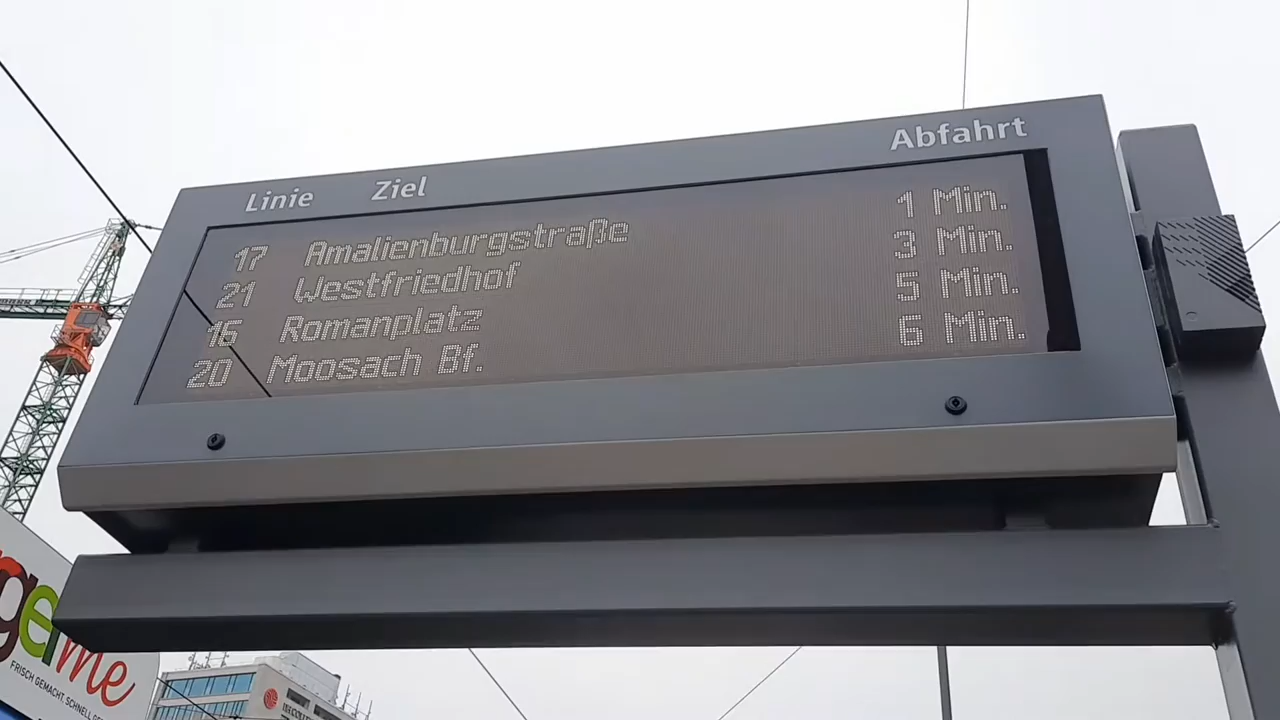 Linie Ziel Abfahrt
17 Amalienburgstraße 1 Min.
21 Westfriedhof 3 Min.
16 Romanplatz 5 Min.
20 Moosach Bf. 6 Min.
me
FRISCH GEMACHT. SCHNELL